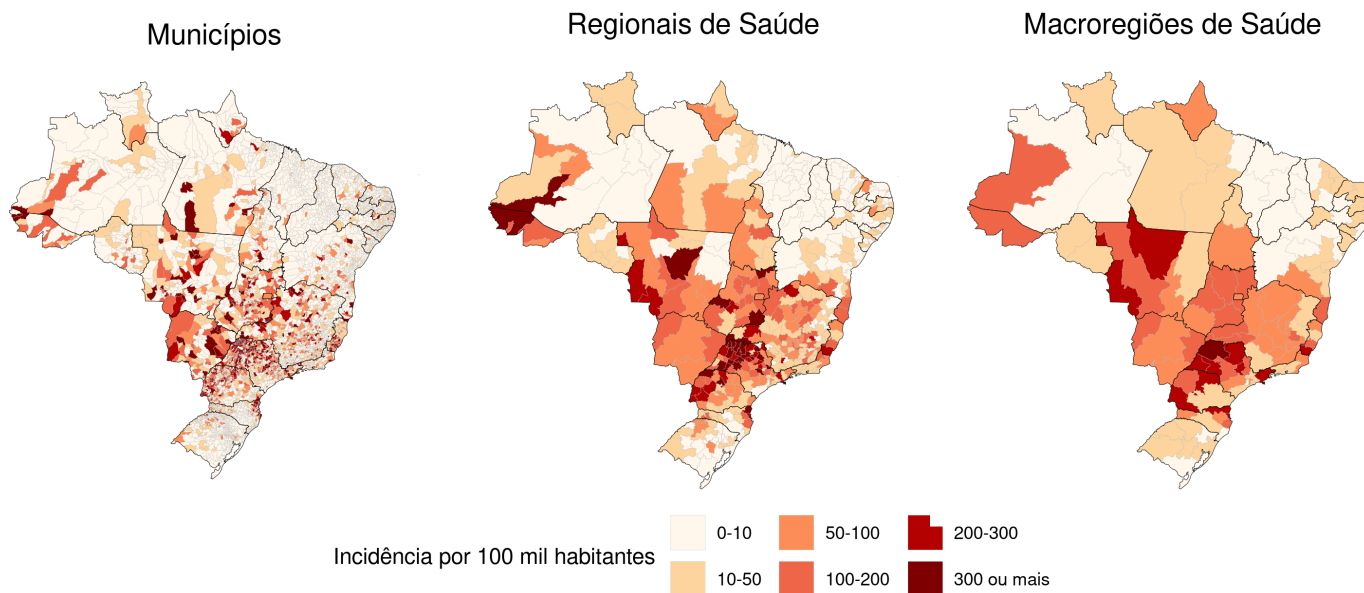 Municípios
Regionais de Saúde
Macroregiões de Saúde
Incidência por 100 mil habitantes
0-10
50-100
200-300
10-50
100-200
300 ou mais